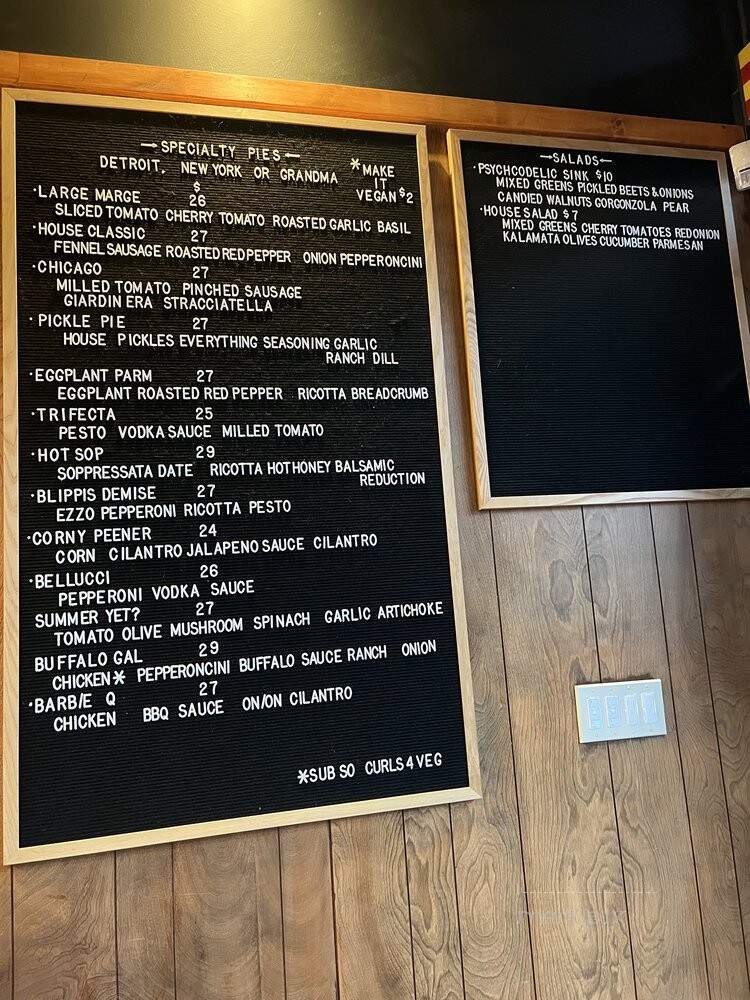 SPECIALTY PIES
DETROIT, NEW YORK OR GRANDMA
*MAKE
IT
VEGAN $2
$
·LARGE MARGE 26
SLICED TOMATO CHERRY TOMATO ROASTED GARLIC BASIL
·HOUSE CLASSIC 27
FENNEL SAUSAGE ROASTED RED PEPPER ONION PEPPERONCINI
·CHICAGO 27
MILLED TOMATO PINCHED SAUSAGE
GIARDINERA STRACCIATELLA
·PICKLE PIE 27
HOUSE PICKLES EVERYTHING SEASONING GARLIC
RANCH DILL
·EGGPLANT PARM 27
EGGPLANT ROASTED RED PEPPER RICOTTA BREADCRUMB
·TRIFECTA 25
PESTO VODKA SAUCE MILLED TOMATO
·HOT SOP 29
SOPPRESSATA DATE RICOTTA HOT HONEY BALSAMIC
REDUCTION
·BLIPPIS DEMISE 27
EZZO PEPPERONI RICOTTA PESTO
·CORNY PEENER 24
CORN CILANTRO JALAPENO SAUCE CILANTRO
·BELLUCCI 26
PEPPERONI VODKA SAUCE
SUMMER YET? 27
TOMATO OLIVE MUSHROOM SPINACH GARLIC ARTICHOKE
BUFFALO GAL 29
CHICKEN* PEPPERONCINI BUFFALO SAUCE RANCH ONION
·BARB/E Q 27
CHICKEN BBQ SAUCE ON/ON CILANTRO
*SUB SO CURLS 4 VEG
SALADS
·PSYCHCODELIC SINK $10
MIXED GREENS PICKLED BEETS & ONIONS
CANDIED WALNUTS GORGONZOLA PEAR
·HOUSE SALAD $7
MIXED GREENS CHERRY TOMATOES RED ONION
KALAMATA OLIVES CUCUMBER PARMESAN